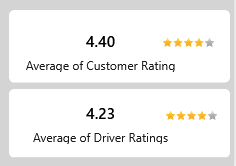 4.40
Average of Customer Rating
4.23
Average of Driver Ratings